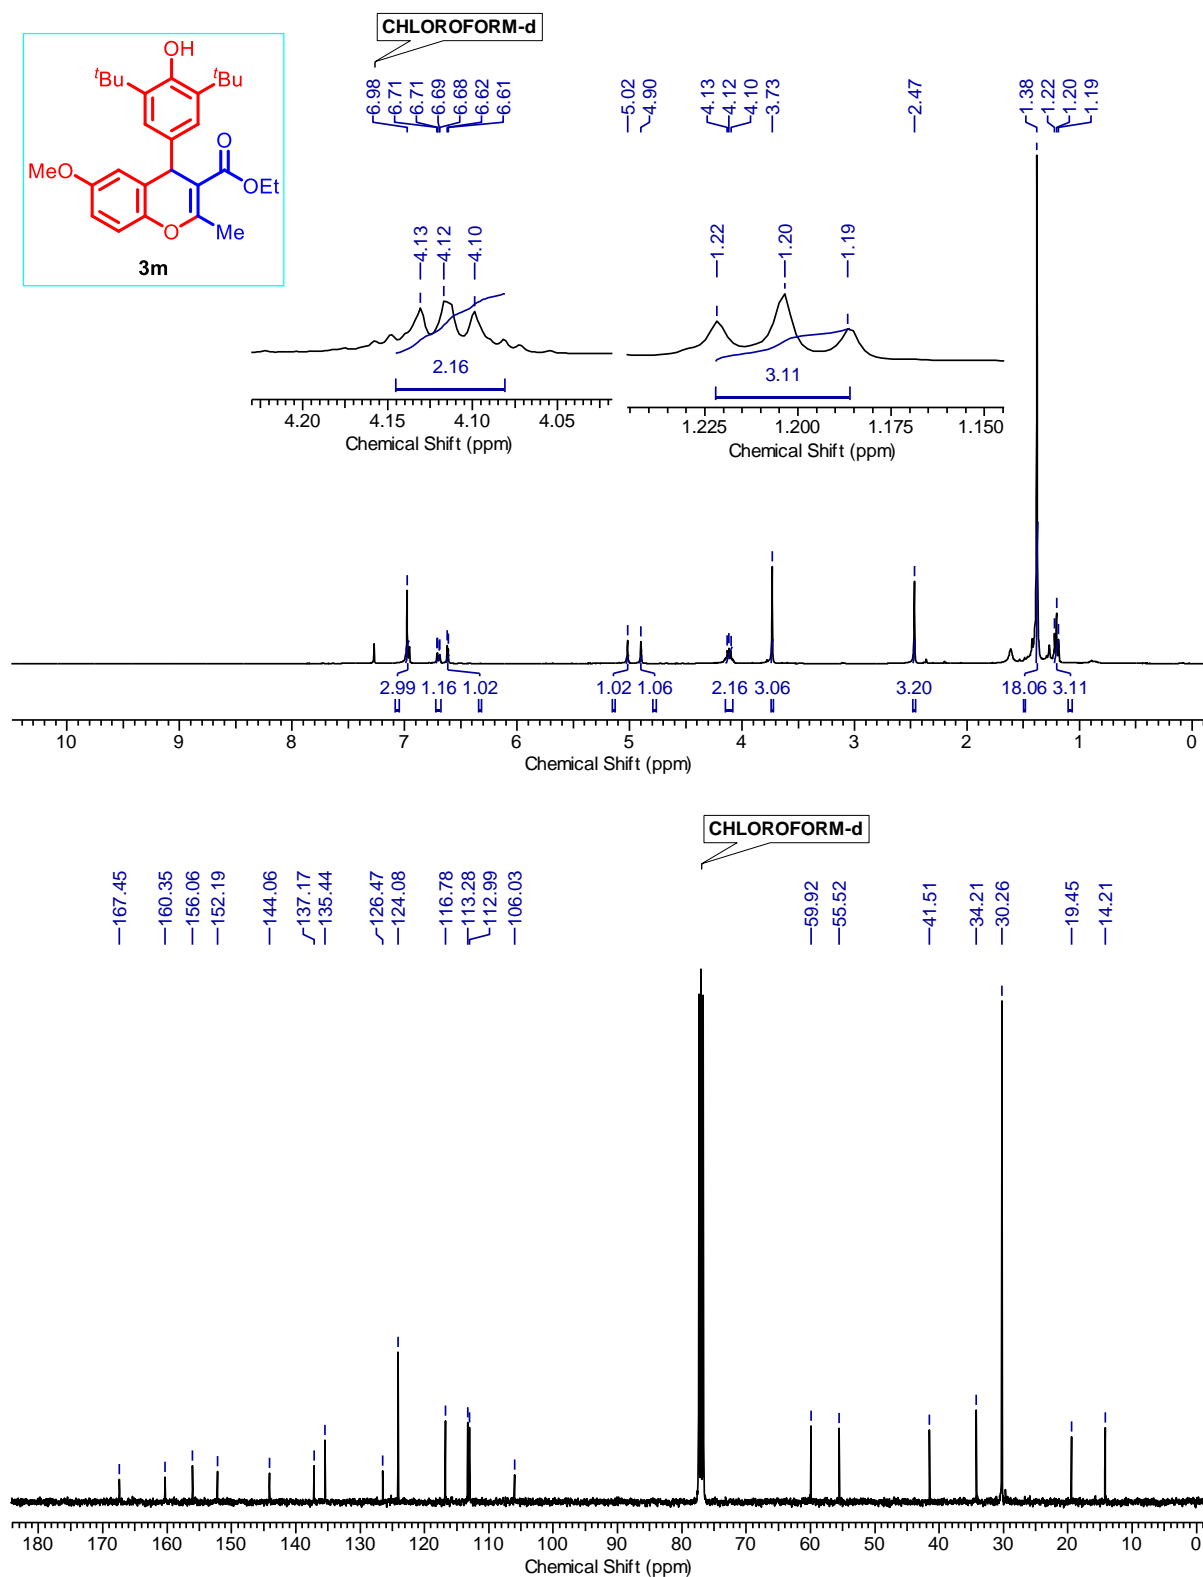 CHLOROFORM-d
OH
tBu
tBu
O
MeO
OEt
O
Me
3m
6.98
6.71
6.71
6.69
6.68
6.62
6.61
5.02
4.90
4.13
4.12
4.10
3.73
2.47
1.38
1.22
1.20
1.19
4.13
4.12
4.10
2.16
4.20 4.15 4.10 4.05
Chemical Shift (ppm)
1.22
1.20
1.19
3.11
1.225 1.200 1.175 1.150
Chemical Shift (ppm)
2.99 1.16 1.02 1.02 1.06 2.16 3.06 3.20 18.06 3.11
10 9 8 7 6 5 4 3 2 1 0
Chemical Shift (ppm)
CHLOROFORM-d
167.45
160.35
156.06
152.19
144.06
137.17
135.44
126.47
124.08
116.78
113.28
112.99
106.03
59.92
55.52
41.51
34.21
30.26
19.45
14.21
180 170 160 150 140 130 120 110 100 90 80 70 60 50 40 30 20 10 0
Chemical Shift (ppm)